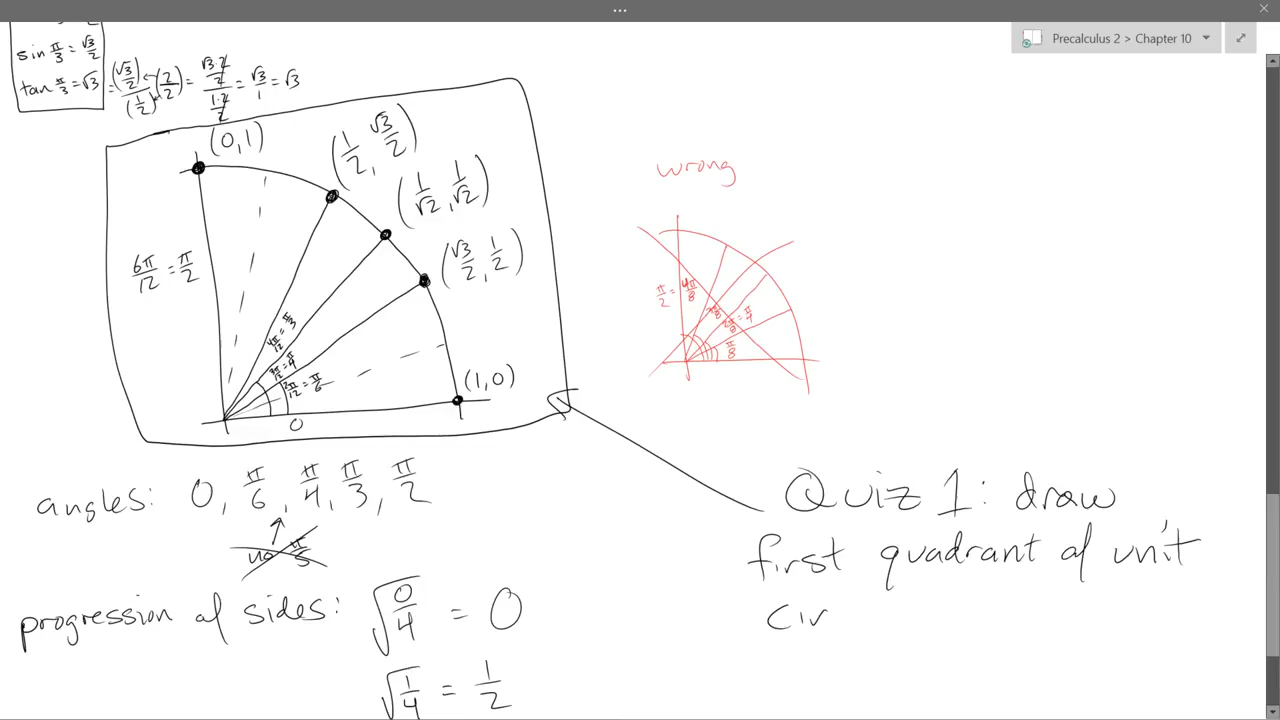 Precalculus 2 > Chapter 10
sin π/3 = √3/2
tan π/3 = √3 = (√3/2)/(1/2) (2/2) = (√3·2/2)/(1·2/2) = √3/1 = √3
(0,1)
(1/2, √3/2)
(1/√2, 1/√2)
(√3/2, 1/2)
6π/12 = π/2
4π/12 = π/3
3π/12 = π/4
2π/12 = π/6
0
(1,0)
wrong
π/2 = 4π/8
2π/8 = π/4
π/8
angles: 0, π/6, π/4, π/3, π/2
no π/5
progression of sides: √0/4 = 0
√1/4 = 1/2
Quiz 1: draw
first quadrant of unit
cir